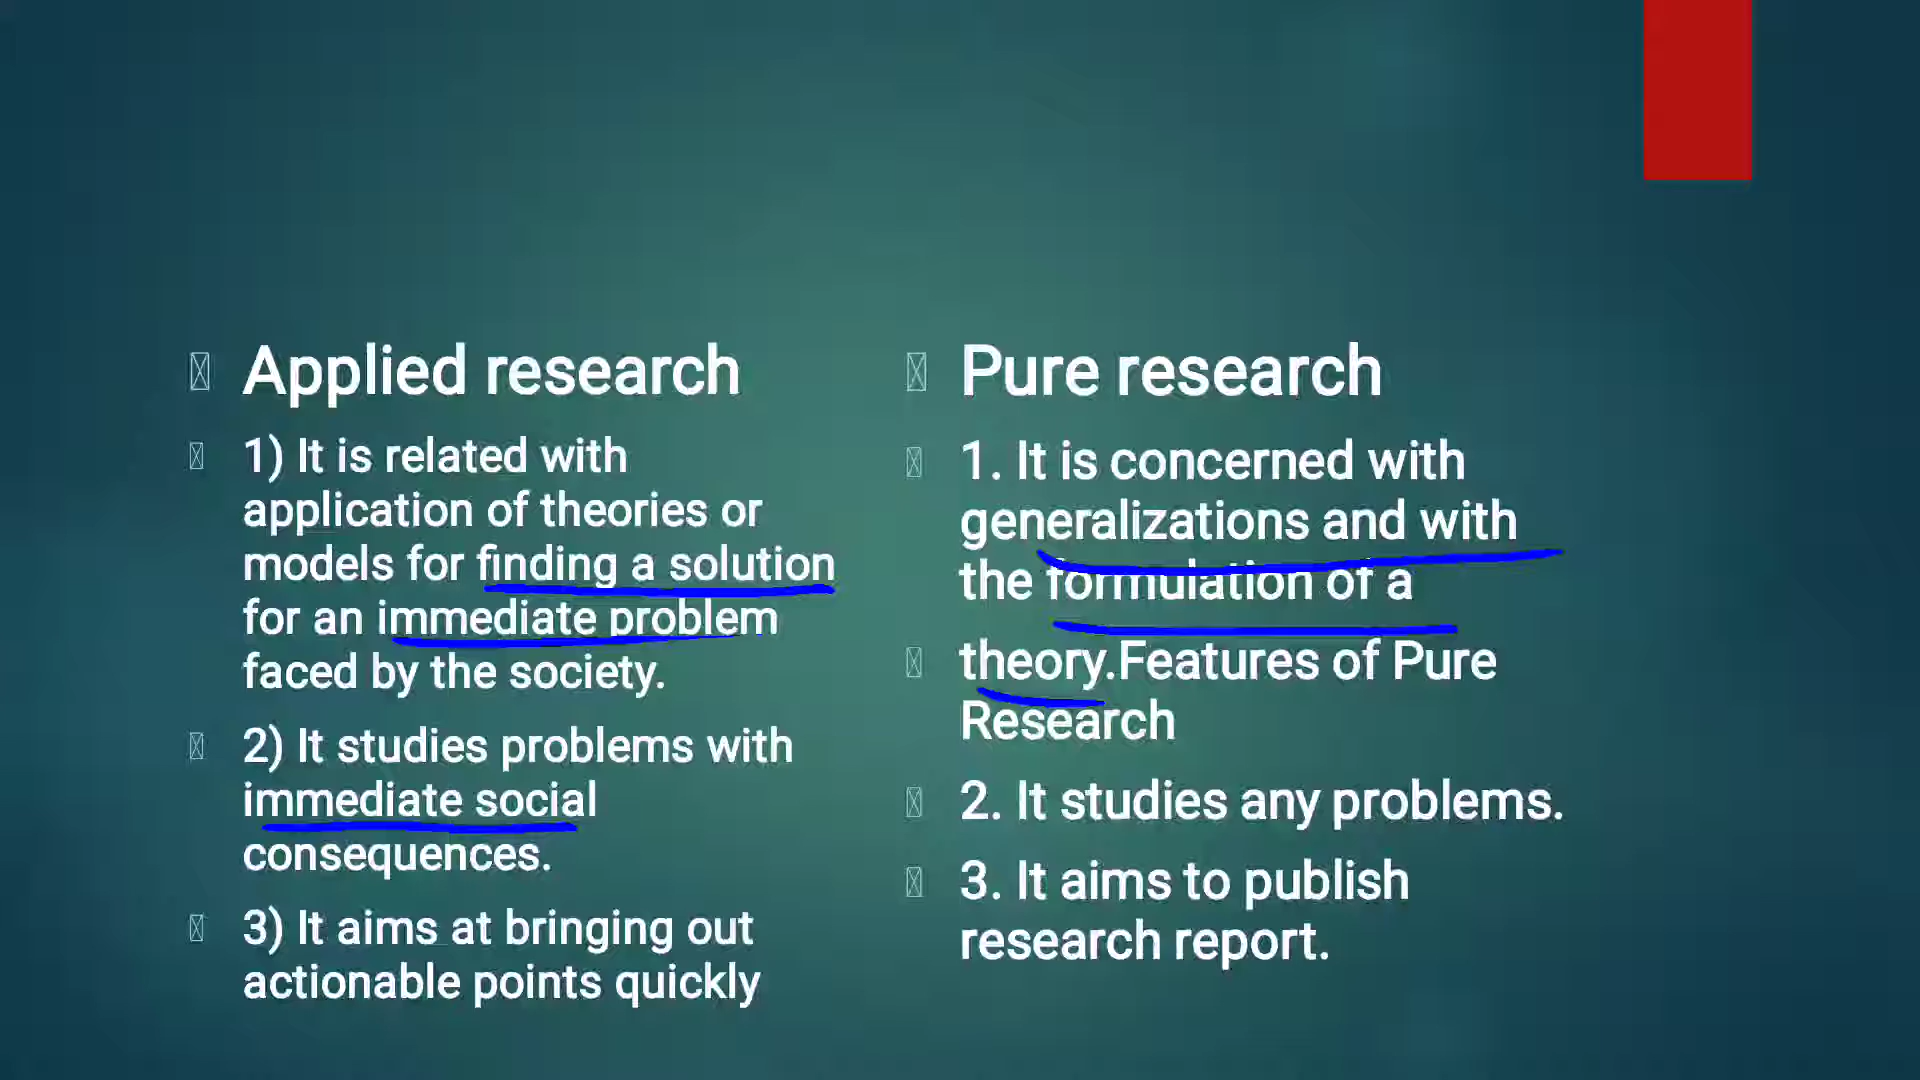 Applied research
1) It is related with
application of theories or
models for finding a solution
for an immediate problem
faced by the society.
2) It studies problems with
immediate social
consequences.
3) It aims at bringing out
actionable points quickly
Pure research
1. It is concerned with
generalizations and with
the formulation of a
theory.Features of Pure
Research
2. It studies any problems.
3. It aims to publish
research report.